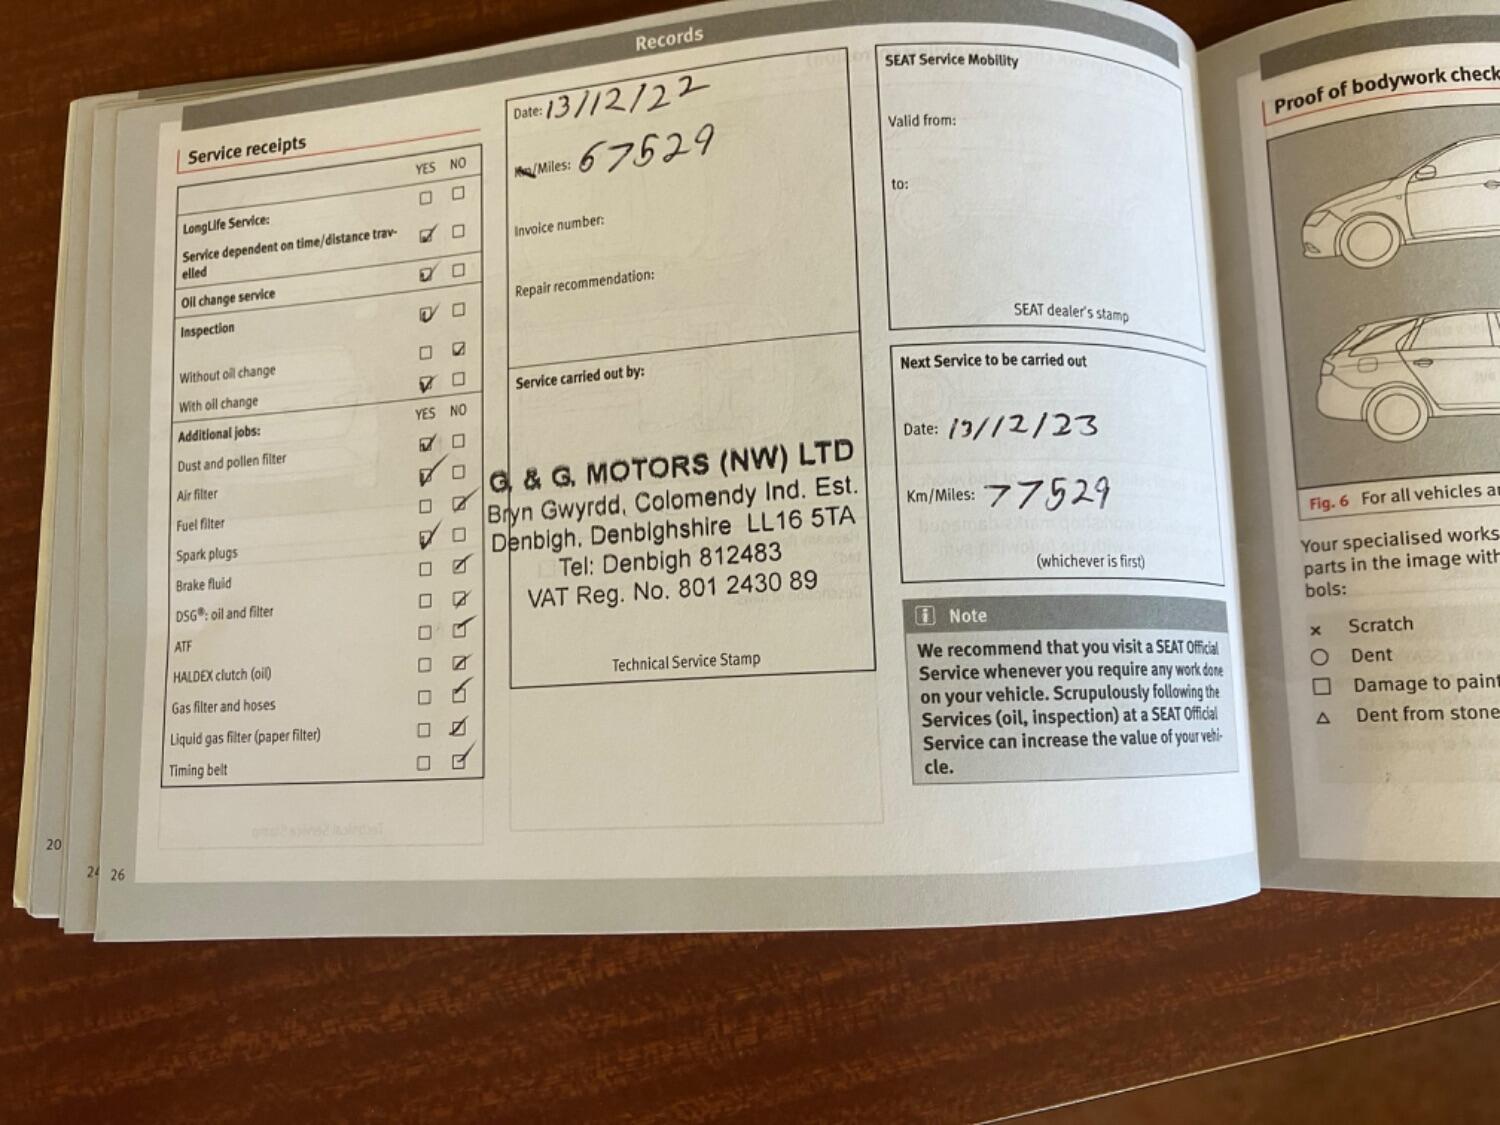 Records
Service receipts
YES NO
LongLife Service:
Service dependent on time/distance trav-
elled
Oil change service
Inspection
Without oil change
With oil change
YES NO
Additional jobs:
Dust and pollen filter
Air filter
Fuel filter
Spark plugs
Brake fluid
DSG®: oil and filter
ATF
HALDEX clutch (oil)
Gas filter and hoses
Liquid gas filter (paper filter)
Timing belt
Date: 13/12/22
Km/Miles: 67529
Invoice number:
Repair recommendation:
Service carried out by:
G. & G. MOTORS (NW) LTD
Bryn Gwyrdd, Colomendy Ind. Est.
Denbigh, Denbighshire LL16 5TA
Tel: Denbigh 812483
VAT Reg. No. 801 2430 89
Technical Service Stamp
SEAT Service Mobility
Valid from:
to:
SEAT dealer's stamp
Next Service to be carried out
Date: 13/12/23
Km/Miles: 77529
(whichever is first)
i Note
We recommend that you visit a SEAT Official
Service whenever you require any work done
on your vehicle. Scrupulously following the
Services (oil, inspection) at a SEAT Official
Service can increase the value of your vehi-
cle.
20
24
26
Proof of bodywork check
Fig. 6 For all vehicles
Your specialised works
parts in the image with
bols:
x Scratch
Dent
Damage to paint
Dent from stone